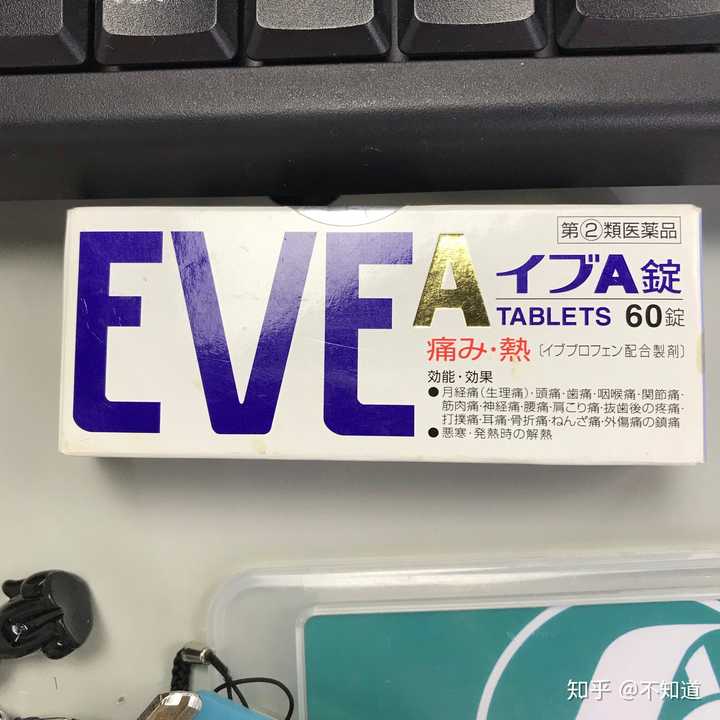 EVE A
第②類医薬品
イブA錠
TABLETS 60錠
痛み・熱 〔イブプロフェン配合製剤〕
効能・効果
●月経痛(生理痛)・頭痛・歯痛・咽喉痛・関節痛・
筋肉痛・神経痛・腰痛・肩こり痛・抜歯後の疼痛・
打撲痛・耳痛・骨折痛・ねんざ痛・外傷痛の鎮痛
●悪寒・発熱時の解熱
知乎 @不知道